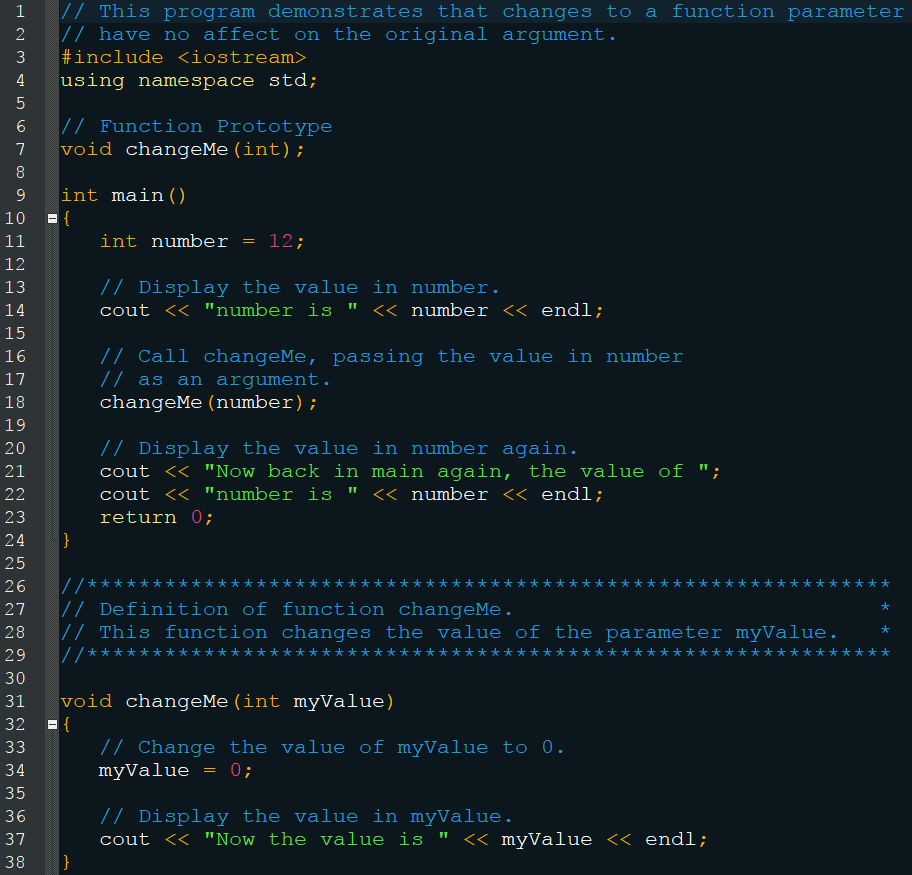 1 // This program demonstrates that changes to a function parameter
2 // have no affect on the original argument.
3 #include <iostream>
4 using namespace std;
5
6 // Function Prototype
7 void changeMe(int);
8
9 int main()
10 {
11    int number = 12;
12
13    // Display the value in number.
14    cout << "number is " << number << endl;
15
16    // Call changeMe, passing the value in number
17    // as an argument.
18    changeMe(number);
19
20    // Display the value in number again.
21    cout << "Now back in main again, the value of ";
22    cout << "number is " << number << endl;
23    return 0;
24 }
25
26 //**************************************************************
27 // Definition of function changeMe.                            *
28 // This function changes the value of the parameter myValue.   *
29 //**************************************************************
30
31 void changeMe(int myValue)
32 {
33    // Change the value of myValue to 0.
34    myValue = 0;
35
36    // Display the value in myValue.
37    cout << "Now the value is " << myValue << endl;
38 }